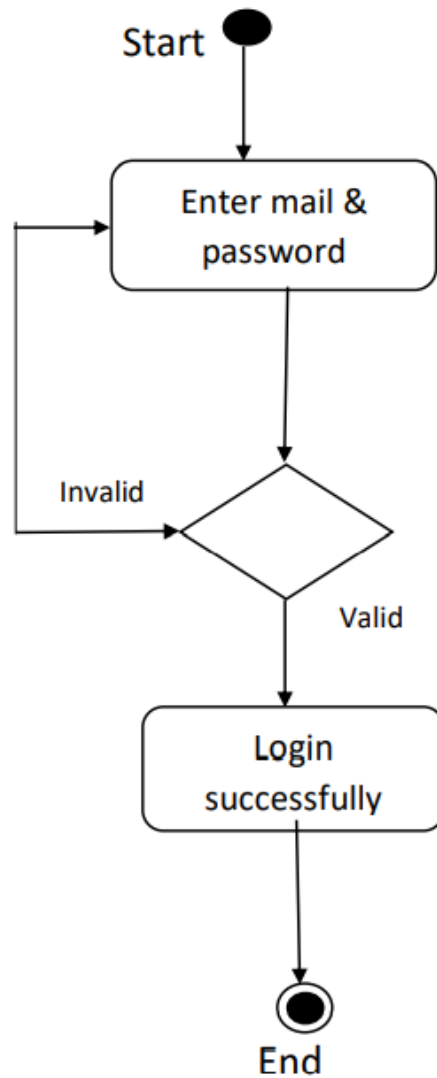 Start
Enter mail &
password
Invalid
Valid
Login
successfully
End